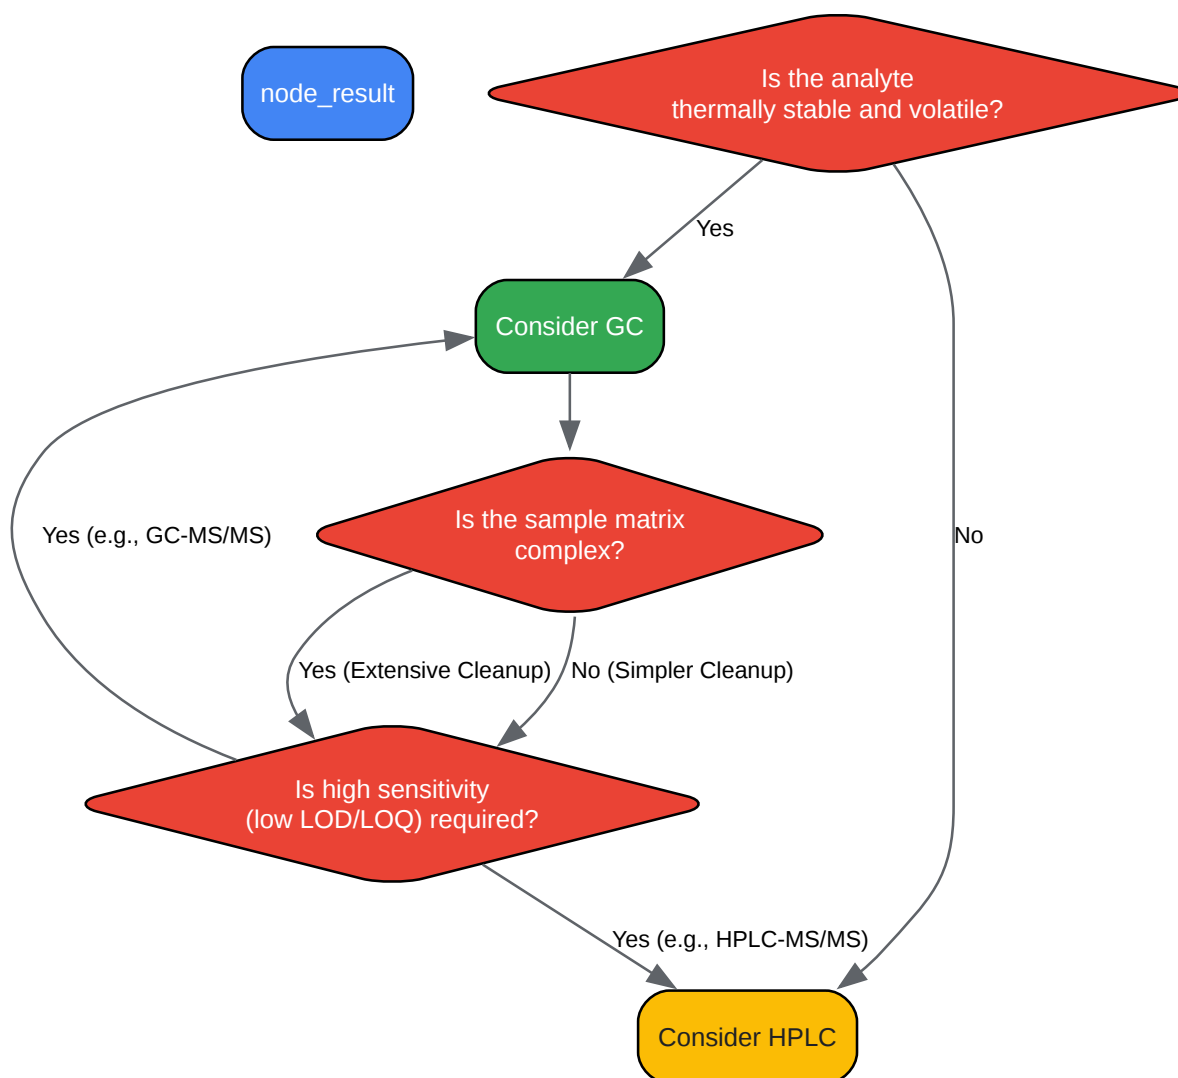 node_result
Is the analyte
thermally stable and volatile?
Yes
Consider GC
Is the sample matrix
complex?
Yes (e.g., GC-MS/MS)
No
Yes (Extensive Cleanup)
No (Simpler Cleanup)
Is high sensitivity
(low LOD/LOQ) required?
Yes (e.g., HPLC-MS/MS)
Consider HPLC